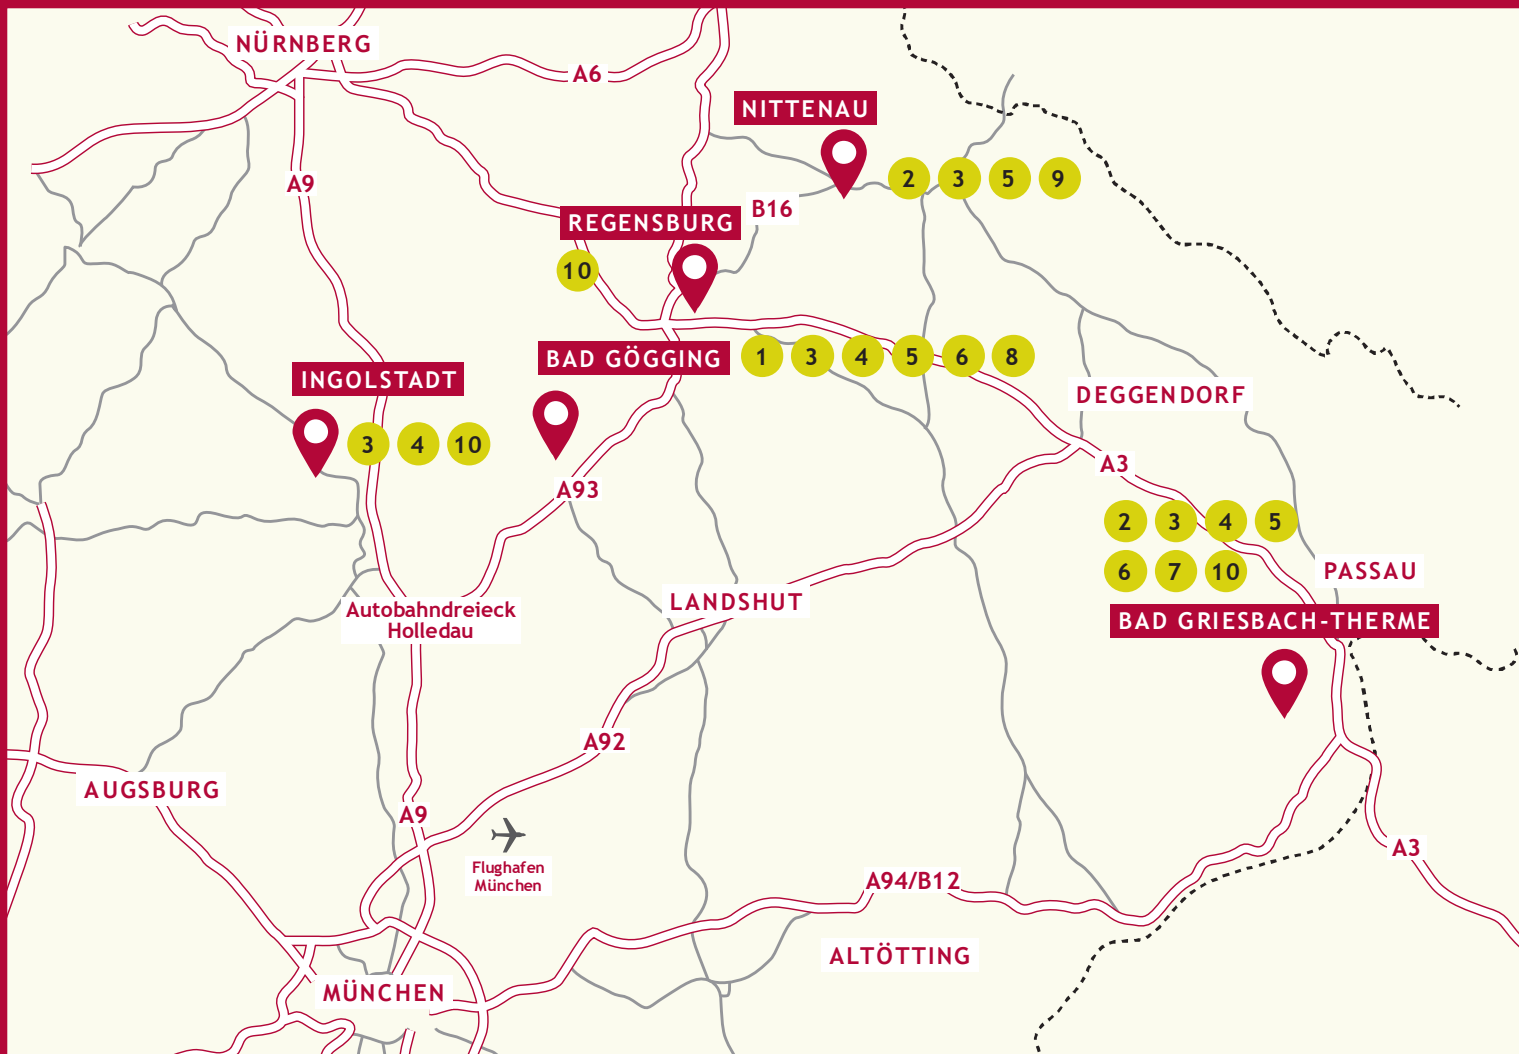 NÜRNBERG
A6
NITTENAU
2 3 5 9
A9
B16
REGENSBURG
10
BAD GÖGGING
1 3 4 5 6 8
INGOLSTADT
3 4 10
DEGGENDORF
A3
A93
2 3 4 5
6 7 10
PASSAU
BAD GRIESBACH-THERME
LANDSHUT
Autobahndreieck
Holledau
A92
AUGSBURG
A9
Flughafen
München
A3
A94/B12
ALTÖTTING
MÜNCHEN